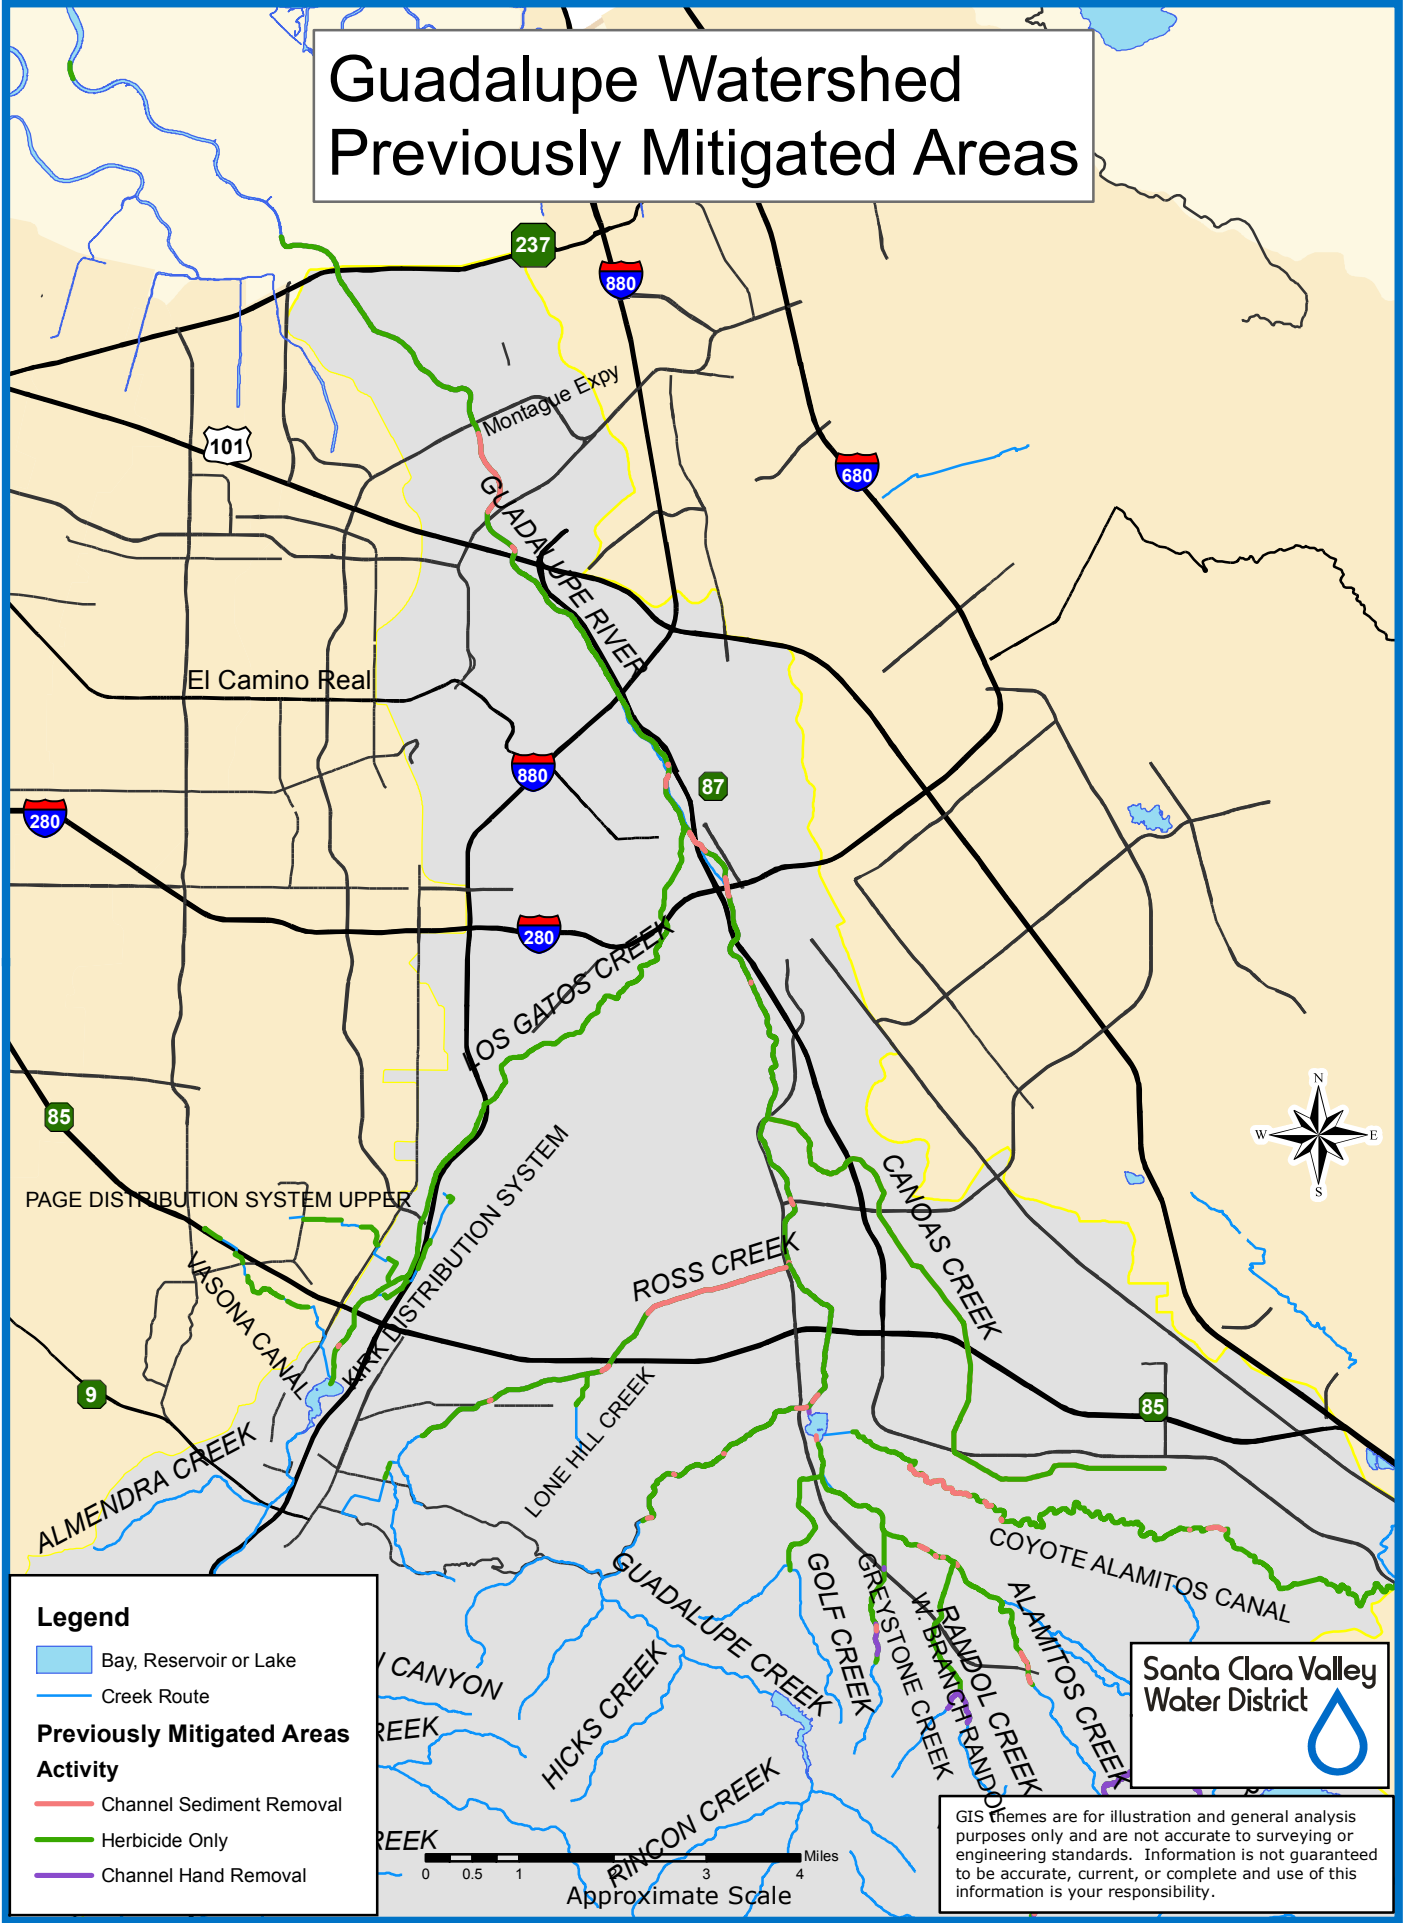 Guadalupe Watershed
Previously Mitigated Areas
237
880
Montague Expy
101
680
GUADALUPE RIVER
El Camino Real
880
87
280
280
LOS GATOS CREEK
85
N
W E
S
PAGE DISTRIBUTION SYSTEM UPPER
KIRK DISTRIBUTION SYSTEM
CANOAS CREEK
VASONA CANAL
ROSS CREEK
9
85
LONE HILL CREEK
ALMENDRA CREEK
COYOTE ALAMITOS CANAL
GUADALUPE CREEK
GOLF CREEK
GREYSTONE CREEK
W. BRANCH RANDOL
RANDOL CREEK
ALAMITOS CREEK
HICKS CREEK
CANYON
REEK
REEK
RINCON CREEK
Legend
Bay, Reservoir or Lake
Creek Route
Previously Mitigated Areas
Activity
Channel Sediment Removal
Herbicide Only
Channel Hand Removal
0 0.5 1 3 4 Miles
Approximate Scale
Santa Clara Valley
Water District
GIS themes are for illustration and general analysis
purposes only and are not accurate to surveying or
engineering standards. Information is not guaranteed
to be accurate, current, or complete and use of this
information is your responsibility.